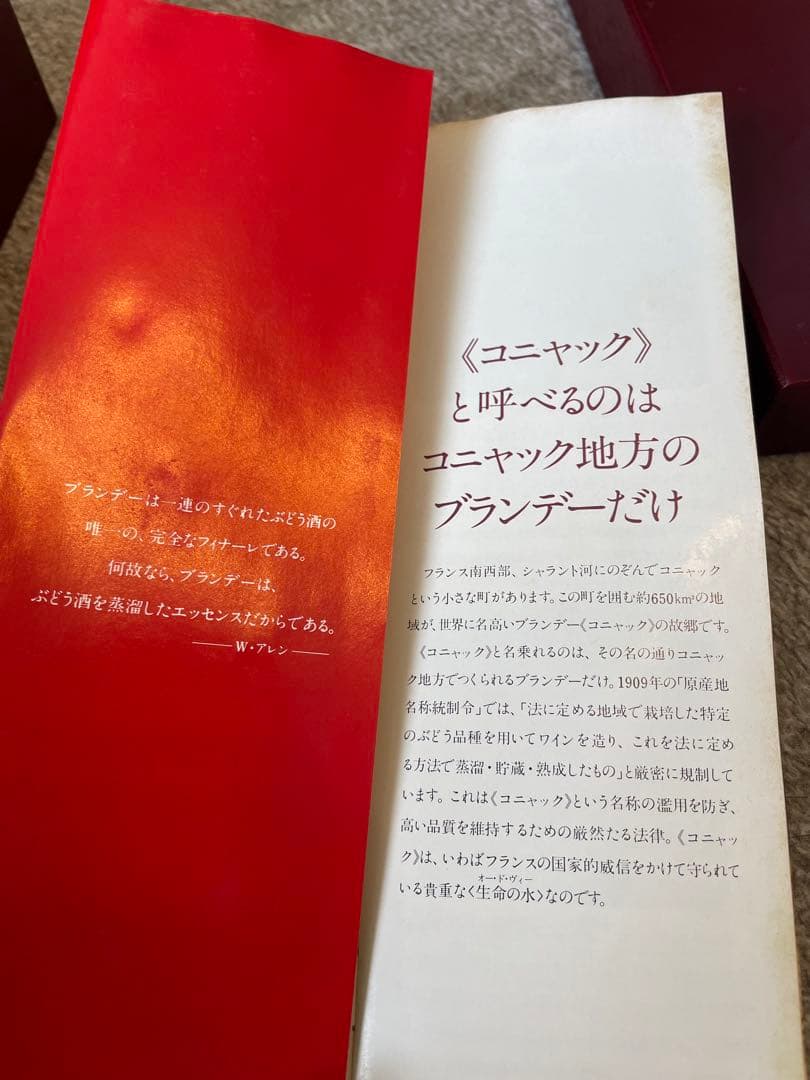 ブランデーは一連のすぐれたぶどう酒の
唯一の、完全なフィナーレである。
何故なら、ブランデーは、
ぶどう酒を蒸溜したエッセンスだからである。
── W・アレン ──
《コニャック》
と呼べるのは
コニャック地方の
ブランデーだけ
フランス南西部、シャラント河にのぞんでコニャック
という小さな町があります。この町を囲む約650km²の地
域が、世界に名高いブランデー《コニャック》の故郷です。
《コニャック》と名乗れるのは、その名の通りコニャッ
ク地方でつくられるブランデーだけ。1909年の「原産地
名称統制令」では、「法に定める地域で栽培した特定
のぶどう品種を用いてワインを造り、これを法に定め
る方法で蒸溜・貯蔵・熟成したもの」と厳密に規制して
います。これは《コニャック》という名称の濫用を防ぎ、
高い品質を維持するための厳然たる法律。《コニャッ
ク》は、いわばフランスの国家的威信をかけて守られて
オー・ド・ヴィー
いる貴重な〈生命の水〉なのです。